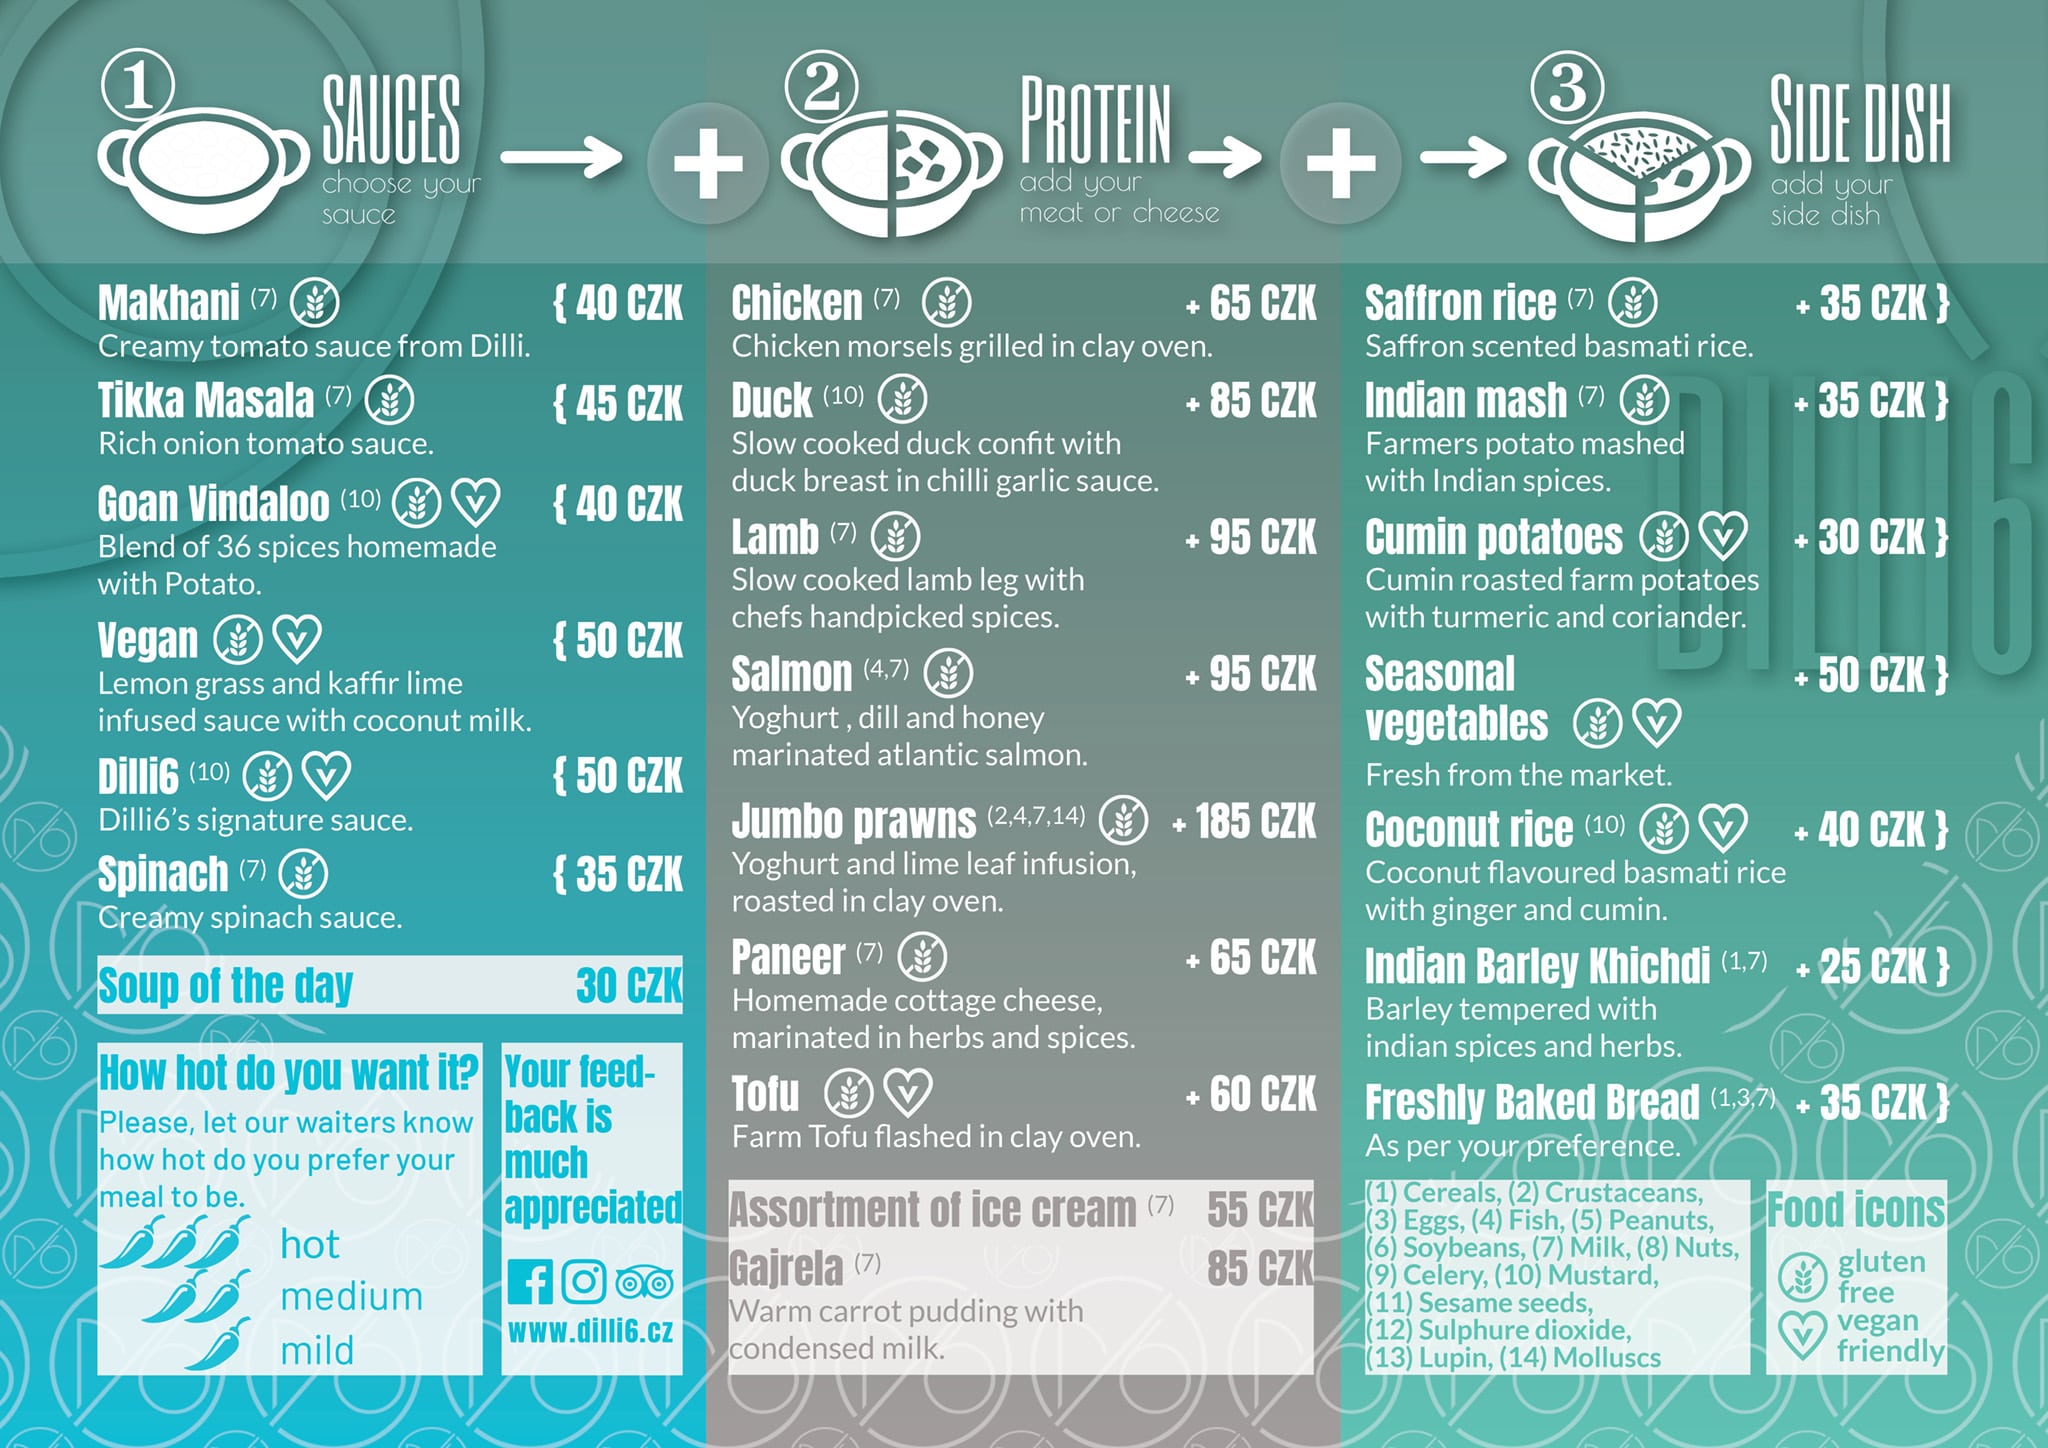 1
SAUCES
choose your
sauce
+
2
PROTEIN
add your
meat or cheese
+
3
SIDE DISH
add your
side dish
Makhani (7) { 40 CZK
Creamy tomato sauce from Dilli.
Tikka Masala (7) { 45 CZK
Rich onion tomato sauce.
Goan Vindaloo (10) V { 40 CZK
Blend of 36 spices homemade
with Potato.
Vegan V { 50 CZK
Lemon grass and kaffir lime
infused sauce with coconut milk.
Dilli6 (10) V { 50 CZK
Dilli6's signature sauce.
Spinach (7) { 35 CZK
Creamy spinach sauce.
Soup of the day 30 CZK
How hot do you want it?
Please, let our waiters know
how hot do you prefer your
meal to be.
hot
medium
mild
Your feed-
back is
much
appreciated
www.dilli6.cz
Chicken (7) + 65 CZK
Chicken morsels grilled in clay oven.
Duck (10) + 85 CZK
Slow cooked duck confit with
duck breast in chilli garlic sauce.
Lamb (7) + 95 CZK
Slow cooked lamb leg with
chefs handpicked spices.
Salmon (4,7) + 95 CZK
Yoghurt , dill and honey
marinated atlantic salmon.
Jumbo prawns (2,4,7,14) + 185 CZK
Yoghurt and lime leaf infusion,
roasted in clay oven.
Paneer (7) + 65 CZK
Homemade cottage cheese,
marinated in herbs and spices.
Tofu V + 60 CZK
Farm Tofu flashed in clay oven.
Assortment of ice cream (7) 55 CZK
Gajrela (7) 85 CZK
Warm carrot pudding with
condensed milk.
Saffron rice (7) + 35 CZK }
Saffron scented basmati rice.
Indian mash (7) + 35 CZK }
Farmers potato mashed
with Indian spices.
Cumin potatoes V + 30 CZK }
Cumin roasted farm potatoes
with turmeric and coriander.
Seasonal + 50 CZK }
vegetables V
Fresh from the market.
Coconut rice (10) V + 40 CZK }
Coconut flavoured basmati rice
with ginger and cumin.
Indian Barley Khichdi (1,7) + 25 CZK }
Barley tempered with
indian spices and herbs.
Freshly Baked Bread (1,3,7) + 35 CZK }
As per your preference.
(1) Cereals, (2) Crustaceans,
(3) Eggs, (4) Fish, (5) Peanuts,
(6) Soybeans, (7) Milk, (8) Nuts,
(9) Celery, (10) Mustard,
(11) Sesame seeds,
(12) Sulphure dioxide,
(13) Lupin, (14) Molluscs
Food icons
gluten
free
V vegan
friendly
DILLI6